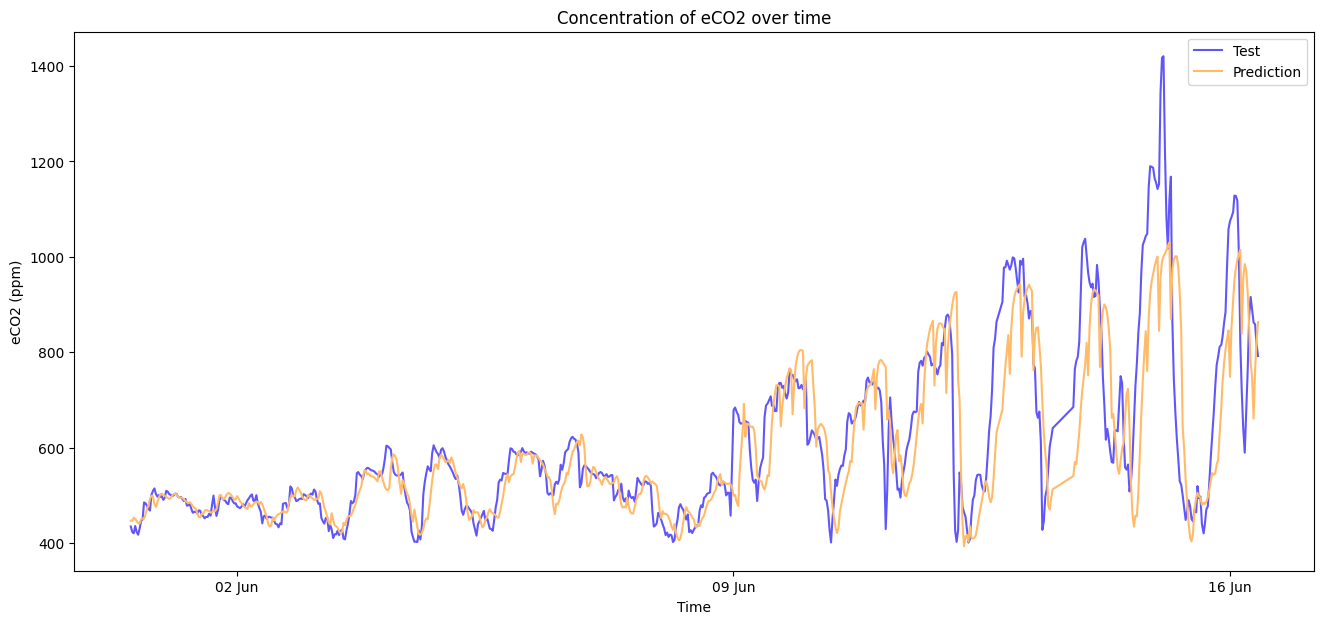 Concentration of eCO2 over time
Test
Prediction
eCO2 (ppm)
1400
1200
1000
800
600
400
02 Jun
09 Jun
16 Jun
Time